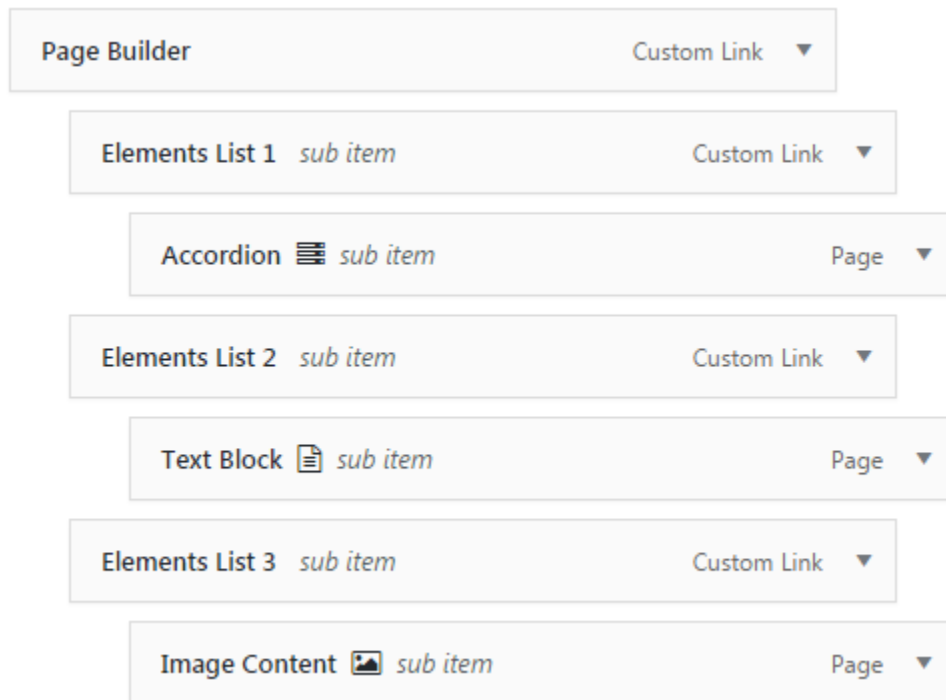 Page Builder Custom Link
Elements List 1 sub item Custom Link
Accordion sub item Page
Elements List 2 sub item Custom Link
Text Block sub item Page
Elements List 3 sub item Custom Link
Image Content sub item Page